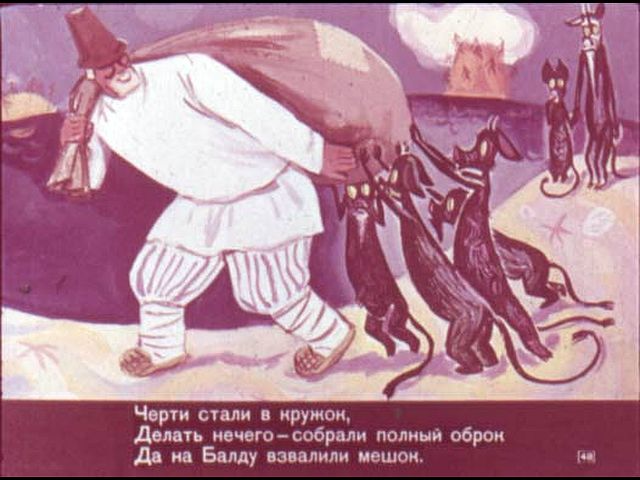 Черти стали в кружок,
Делать нечего—собрали полный оброк
Да на Балду взвалили мешок.
[48]